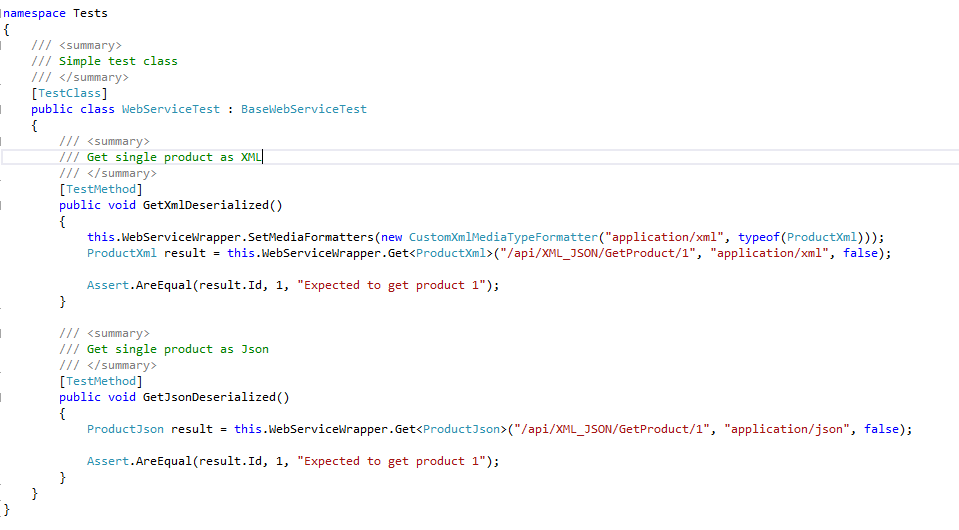 namespace Tests
{
    /// <summary>
    /// Simple test class
    /// </summary>
    [TestClass]
    public class WebServiceTest : BaseWebServiceTest
    {
        /// <summary>
        /// Get single product as XML
        /// </summary>
        [TestMethod]
        public void GetXmlDeserialized()
        {
            this.WebServiceWrapper.SetMediaFormatters(new CustomXmlMediaTypeFormatter("application/xml", typeof(ProductXml)));
            ProductXml result = this.WebServiceWrapper.Get<ProductXml>("/api/XML_JSON/GetProduct/1", "application/xml", false);

            Assert.AreEqual(result.Id, 1, "Expected to get product 1");
        }

        /// <summary>
        /// Get single product as Json
        /// </summary>
        [TestMethod]
        public void GetJsonDeserialized()
        {
            ProductJson result = this.WebServiceWrapper.Get<ProductJson>("/api/XML_JSON/GetProduct/1", "application/json", false);

            Assert.AreEqual(result.Id, 1, "Expected to get product 1");
        }
    }
}